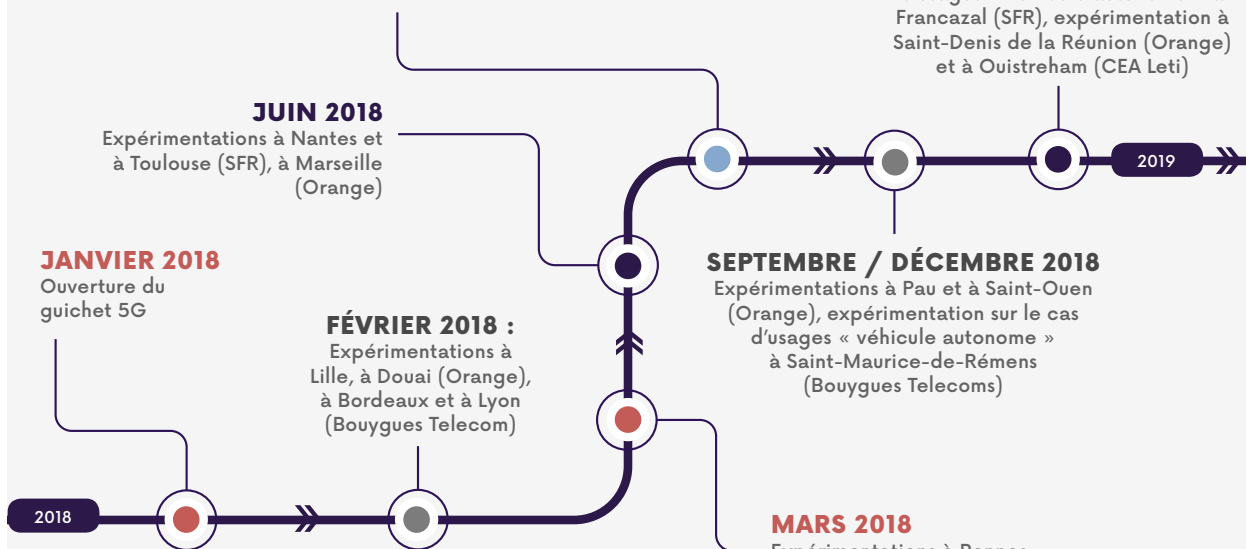 Francazal (SFR), expérimentation à
Saint-Denis de la Réunion (Orange)
et à Ouistreham (CEA Leti)
JUIN 2018
Expérimentations à Nantes et
à Toulouse (SFR), à Marseille
(Orange)
2019
JANVIER 2018
Ouverture du
guichet 5G
SEPTEMBRE / DÉCEMBRE 2018
Expérimentations à Pau et à Saint-Ouen
(Orange), expérimentation sur le cas
d'usages « véhicule autonome »
à Saint-Maurice-de-Rémens
(Bouygues Telecoms)
FÉVRIER 2018 :
Expérimentations à
Lille, à Douai (Orange),
à Bordeaux et à Lyon
(Bouygues Telecom)
2018
MARS 2018
Expérimentations à Rennes